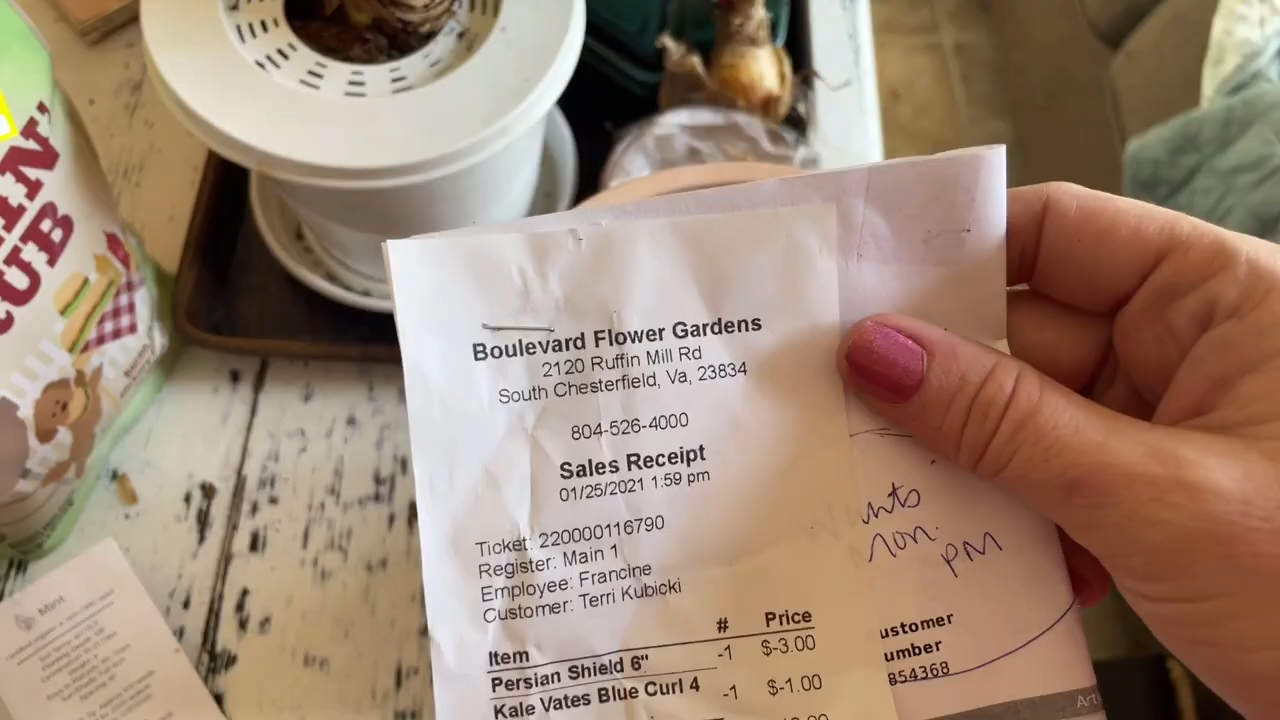 Boulevard Flower Gardens
2120 Ruffin Mill Rd
South Chesterfield, Va, 23834
804-526-4000
Sales Receipt
01/25/2021 1:59 pm
Ticket: 220000116790
Register: Main 1
Employee: Francine
Customer: Terri Kubicki
Item # Price
Persian Shield 6" -1 $-3.00
Kale Vates Blue Curl 4 -1 $-1.00
PM
ustomer
umber
854368
UB
Mint